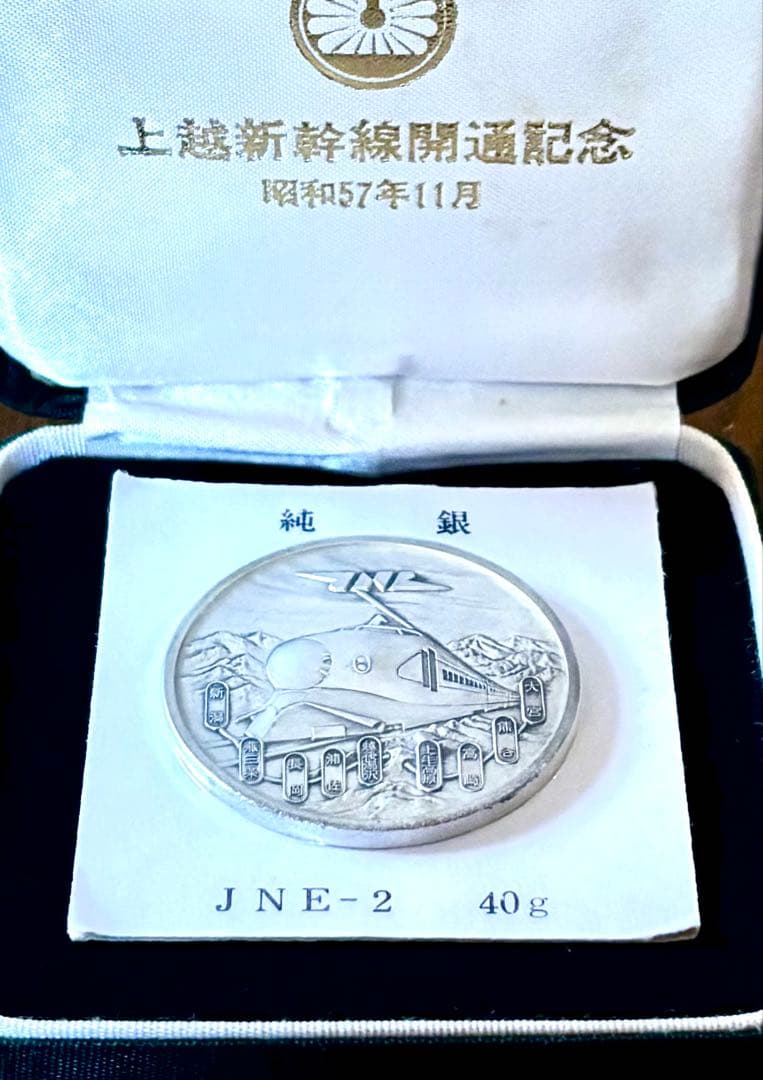 上越新幹線開通記念
昭和57年11月
純 銀
JNR
新潟
燕三条
長岡
浦佐
越後湯沢
上毛高原
高崎
熊谷
大宮
JNE-2 40g